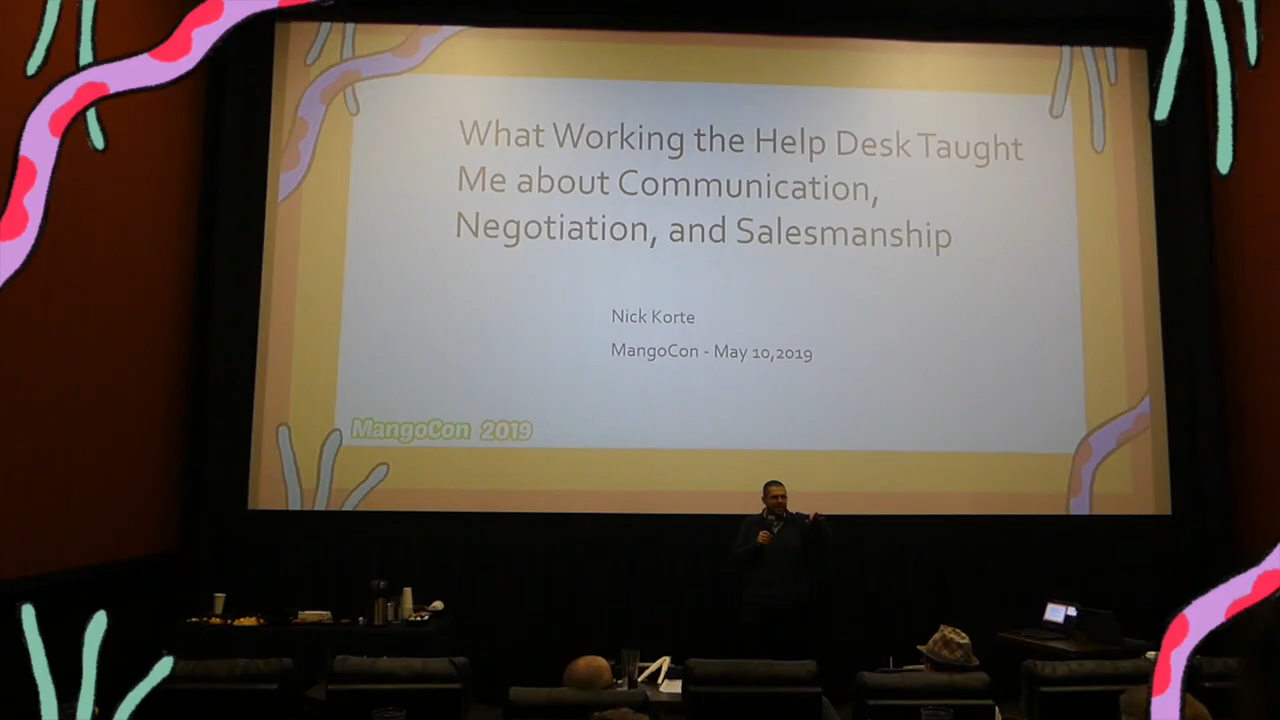 What Working the Help Desk Taught
Me about Communication,
Negotiation, and Salesmanship
Nick Korte
MangoCon - May 10,2019
MangoCon 2019